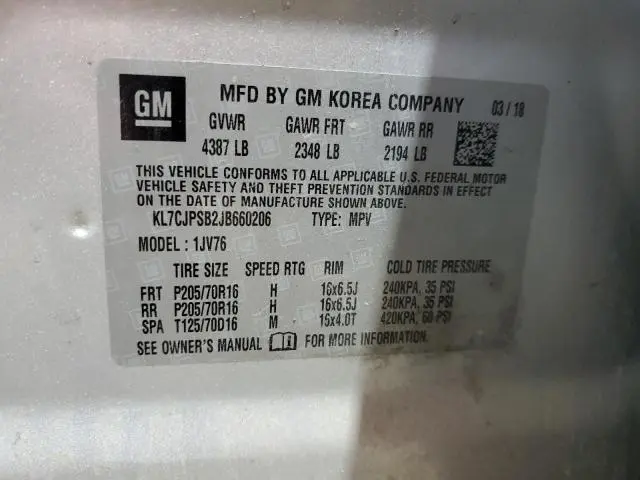 GM
MFD BY GM KOREA COMPANY 03/18
GVWR GAWR FRT GAWR RR
4387 LB 2348 LB 2194 LB
THIS VEHICLE CONFORMS TO ALL APPLICABLE U.S. FEDERAL MOTOR
VEHICLE SAFETY AND THEFT PREVENTION STANDARDS IN EFFECT
ON THE DATE OF MANUFACTURE SHOWN ABOVE.
KL7CJPSB2JB660206 TYPE: MPV
MODEL: 1JV76
TIRE SIZE SPEED RTG RIM COLD TIRE PRESSURE
FRT P205/70R16 H 16x6.5J 240KPA, 35 PSI
RR P205/70R16 H 16x6.5J 240KPA, 35 PSI
SPA T125/70D16 M 15x4.0T 420KPA, 60 PSI
SEE OWNER'S MANUAL FOR MORE INFORMATION.